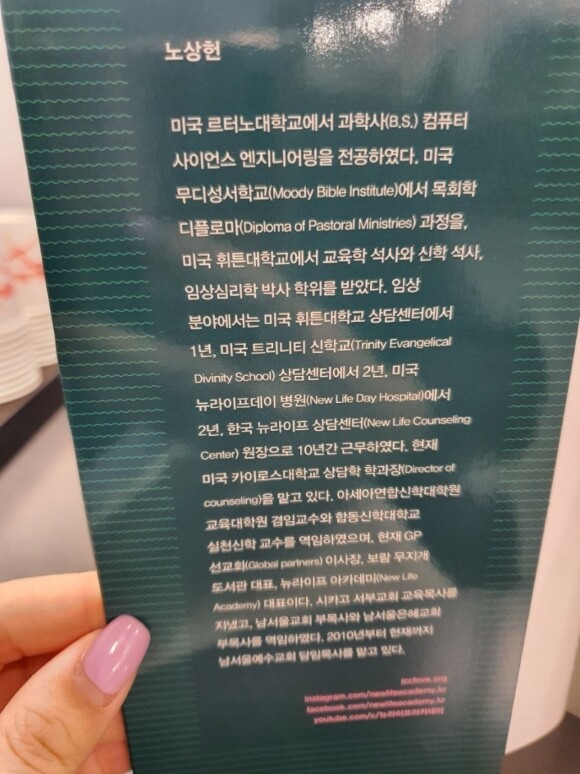 노상헌
미국 르터노대학교에서 과학사(B.S.) 컴퓨터
사이언스 엔지니어링을 전공하였다. 미국
무디성서학교(Moody Bible Institute)에서 목회학
디플로마(Diploma of Pastoral Ministries) 과정을,
미국 휘튼대학교에서 교육학 석사와 신학 석사,
임상심리학 박사 학위를 받았다. 임상
분야에서는 미국 휘튼대학교 상담센터에서
1년, 미국 트리니티 신학교(Trinity Evangelical
Divinity School) 상담센터에서 2년, 미국
뉴라이프데이 병원(New Life Day Hospital)에서
2년, 한국 뉴라이프 상담센터(New Life Counseling
Center) 원장으로 10년간 근무하였다. 현재
미국 카이로스대학교 상담학 학과장(Director of
counseling)을 맡고 있다. 아세아연합신학대학원
교육대학원 겸임교수와 합동신학대학교
실천신학 교수를 역임하였으며, 현재 GP
선교회(Global partners) 이사장, 보람 무지개
도서관 대표, 뉴라이프 아카데미(New Life
Academy) 대표이다. 시카고 서부교회 교육목사를
지냈고, 남서울교회 부목사와 남서울은혜교회
부목사를 역임하였다. 2010년부터 현재까지
남서울예수교회 담임목사를 맡고 있다.
jcclove.org
instagram.com/newlifeacademy.kr
facebook.com/newlifeacademy.kr
youtube.com/c/뉴라이프아카데미